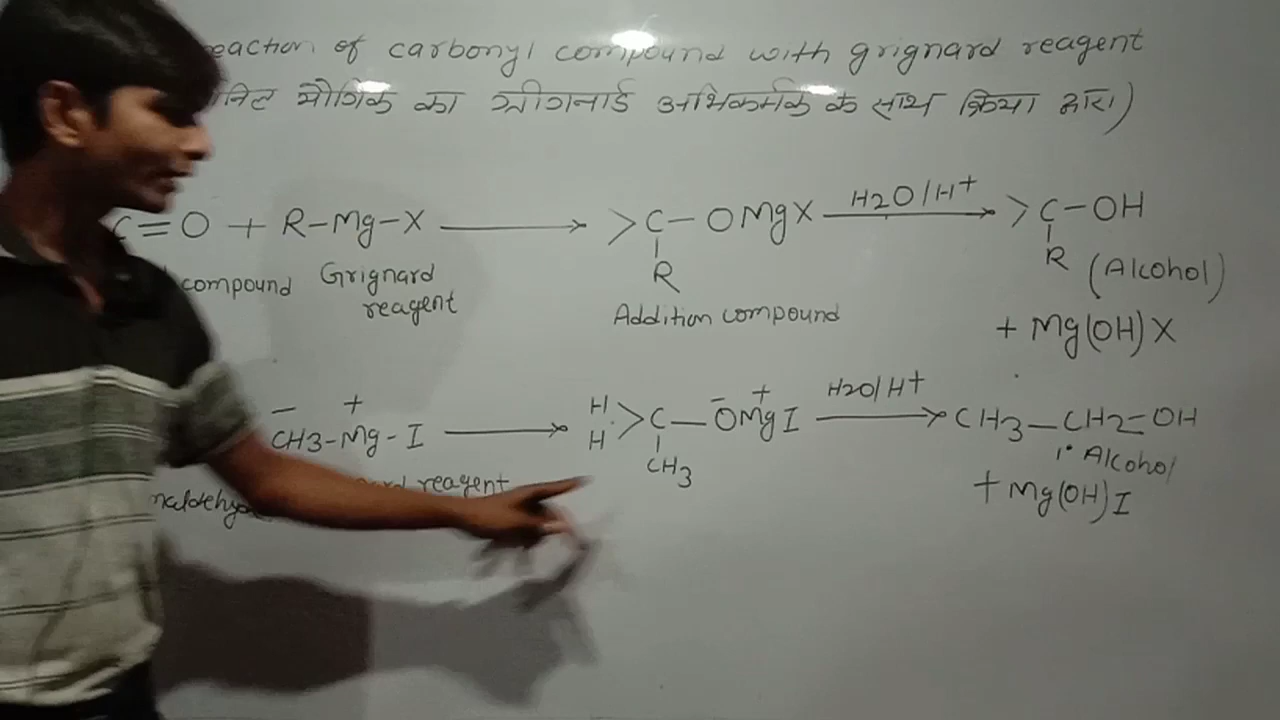 eaction of carbonyl compound with grignard reagent
यौगिक का ग्रीगनार्ड अभिकर्मक के साथ क्रिया द्वारा)
C=O + R-Mg-X ⟶ >C-OMgX H2O/H+ ⟶ >C-OH
R R (Alcohol)
compound Grignard reagent
Addition compound
+ Mg(OH)X
- + H - + H2O/H+
CH3-Mg-I ⟶ H >C-OMgI ⟶ CH3-CH2=OH
CH3 1° Alcohol
reagent + Mg(OH)I